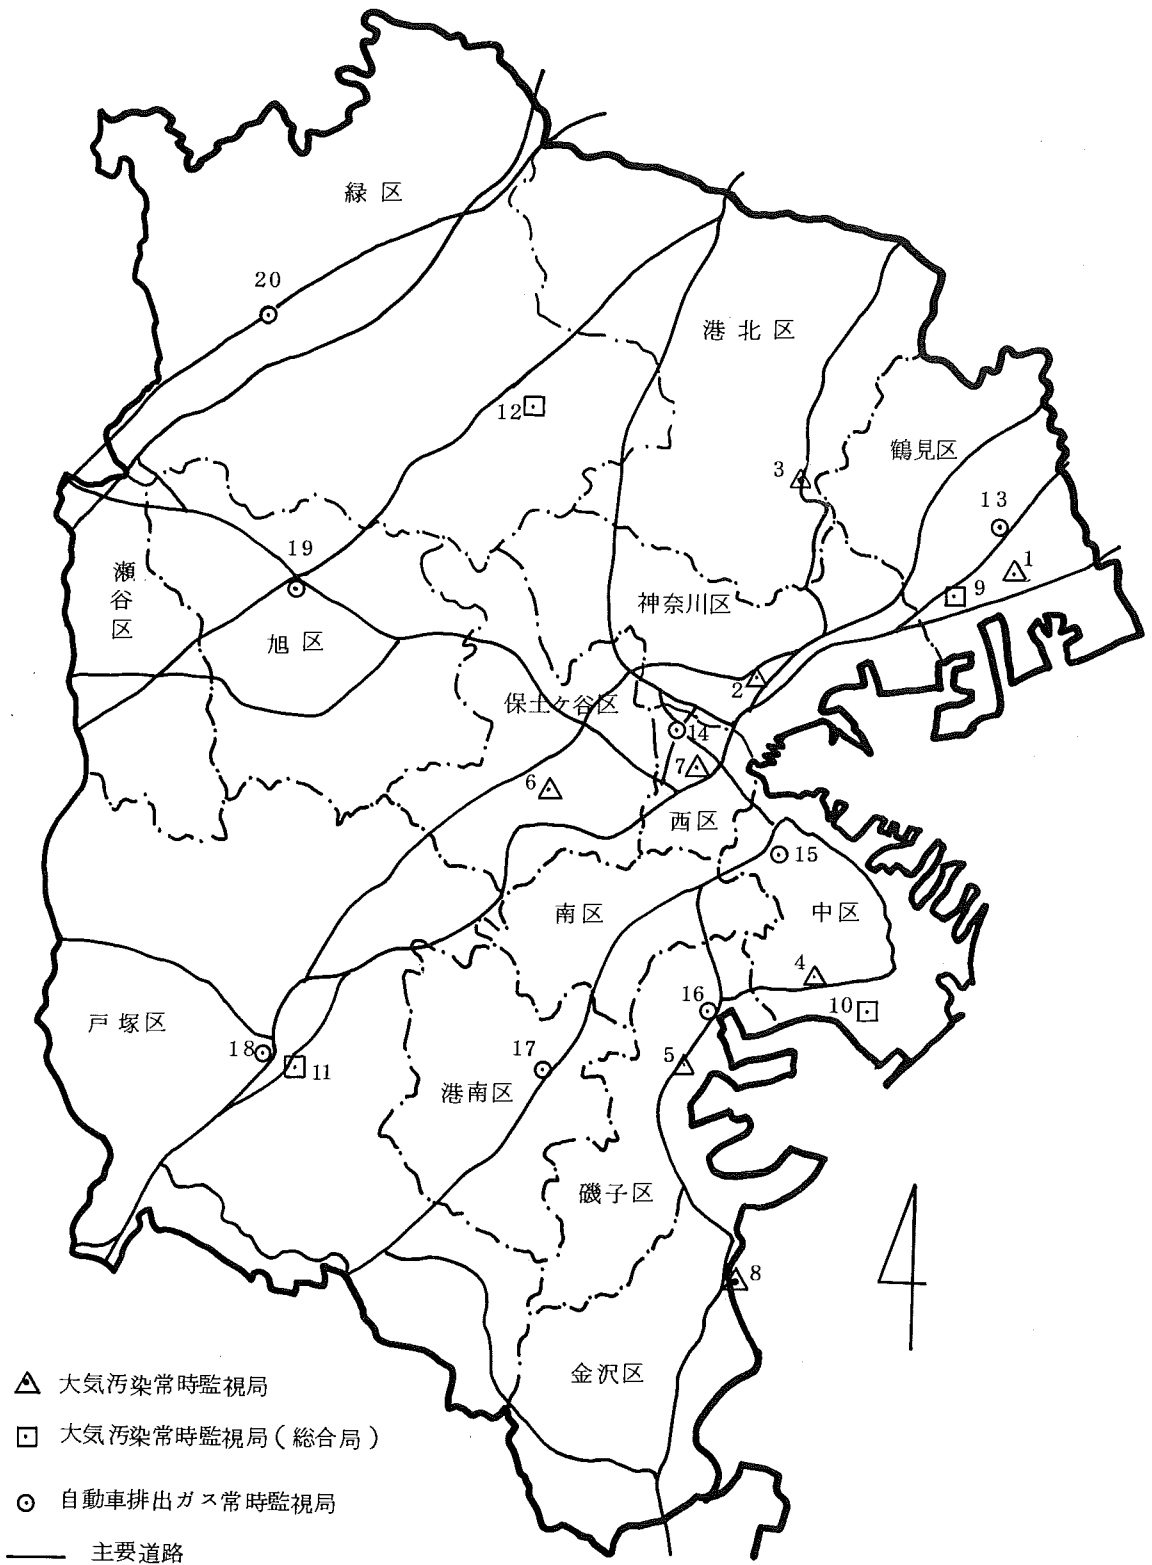 緑区
20
港北区
12
3
鶴見区
13
19
1
9
瀬谷区
神奈川区
旭区
2
保土ケ谷区
14
7
6
西区
15
南区
中区
4
16
10
戸塚区
18
11
17
5
港南区
磯子区
8
金沢区
大気汚染常時監視局
大気汚染常時監視局(総合局)
自動車排出ガス常時監視局
主要道路